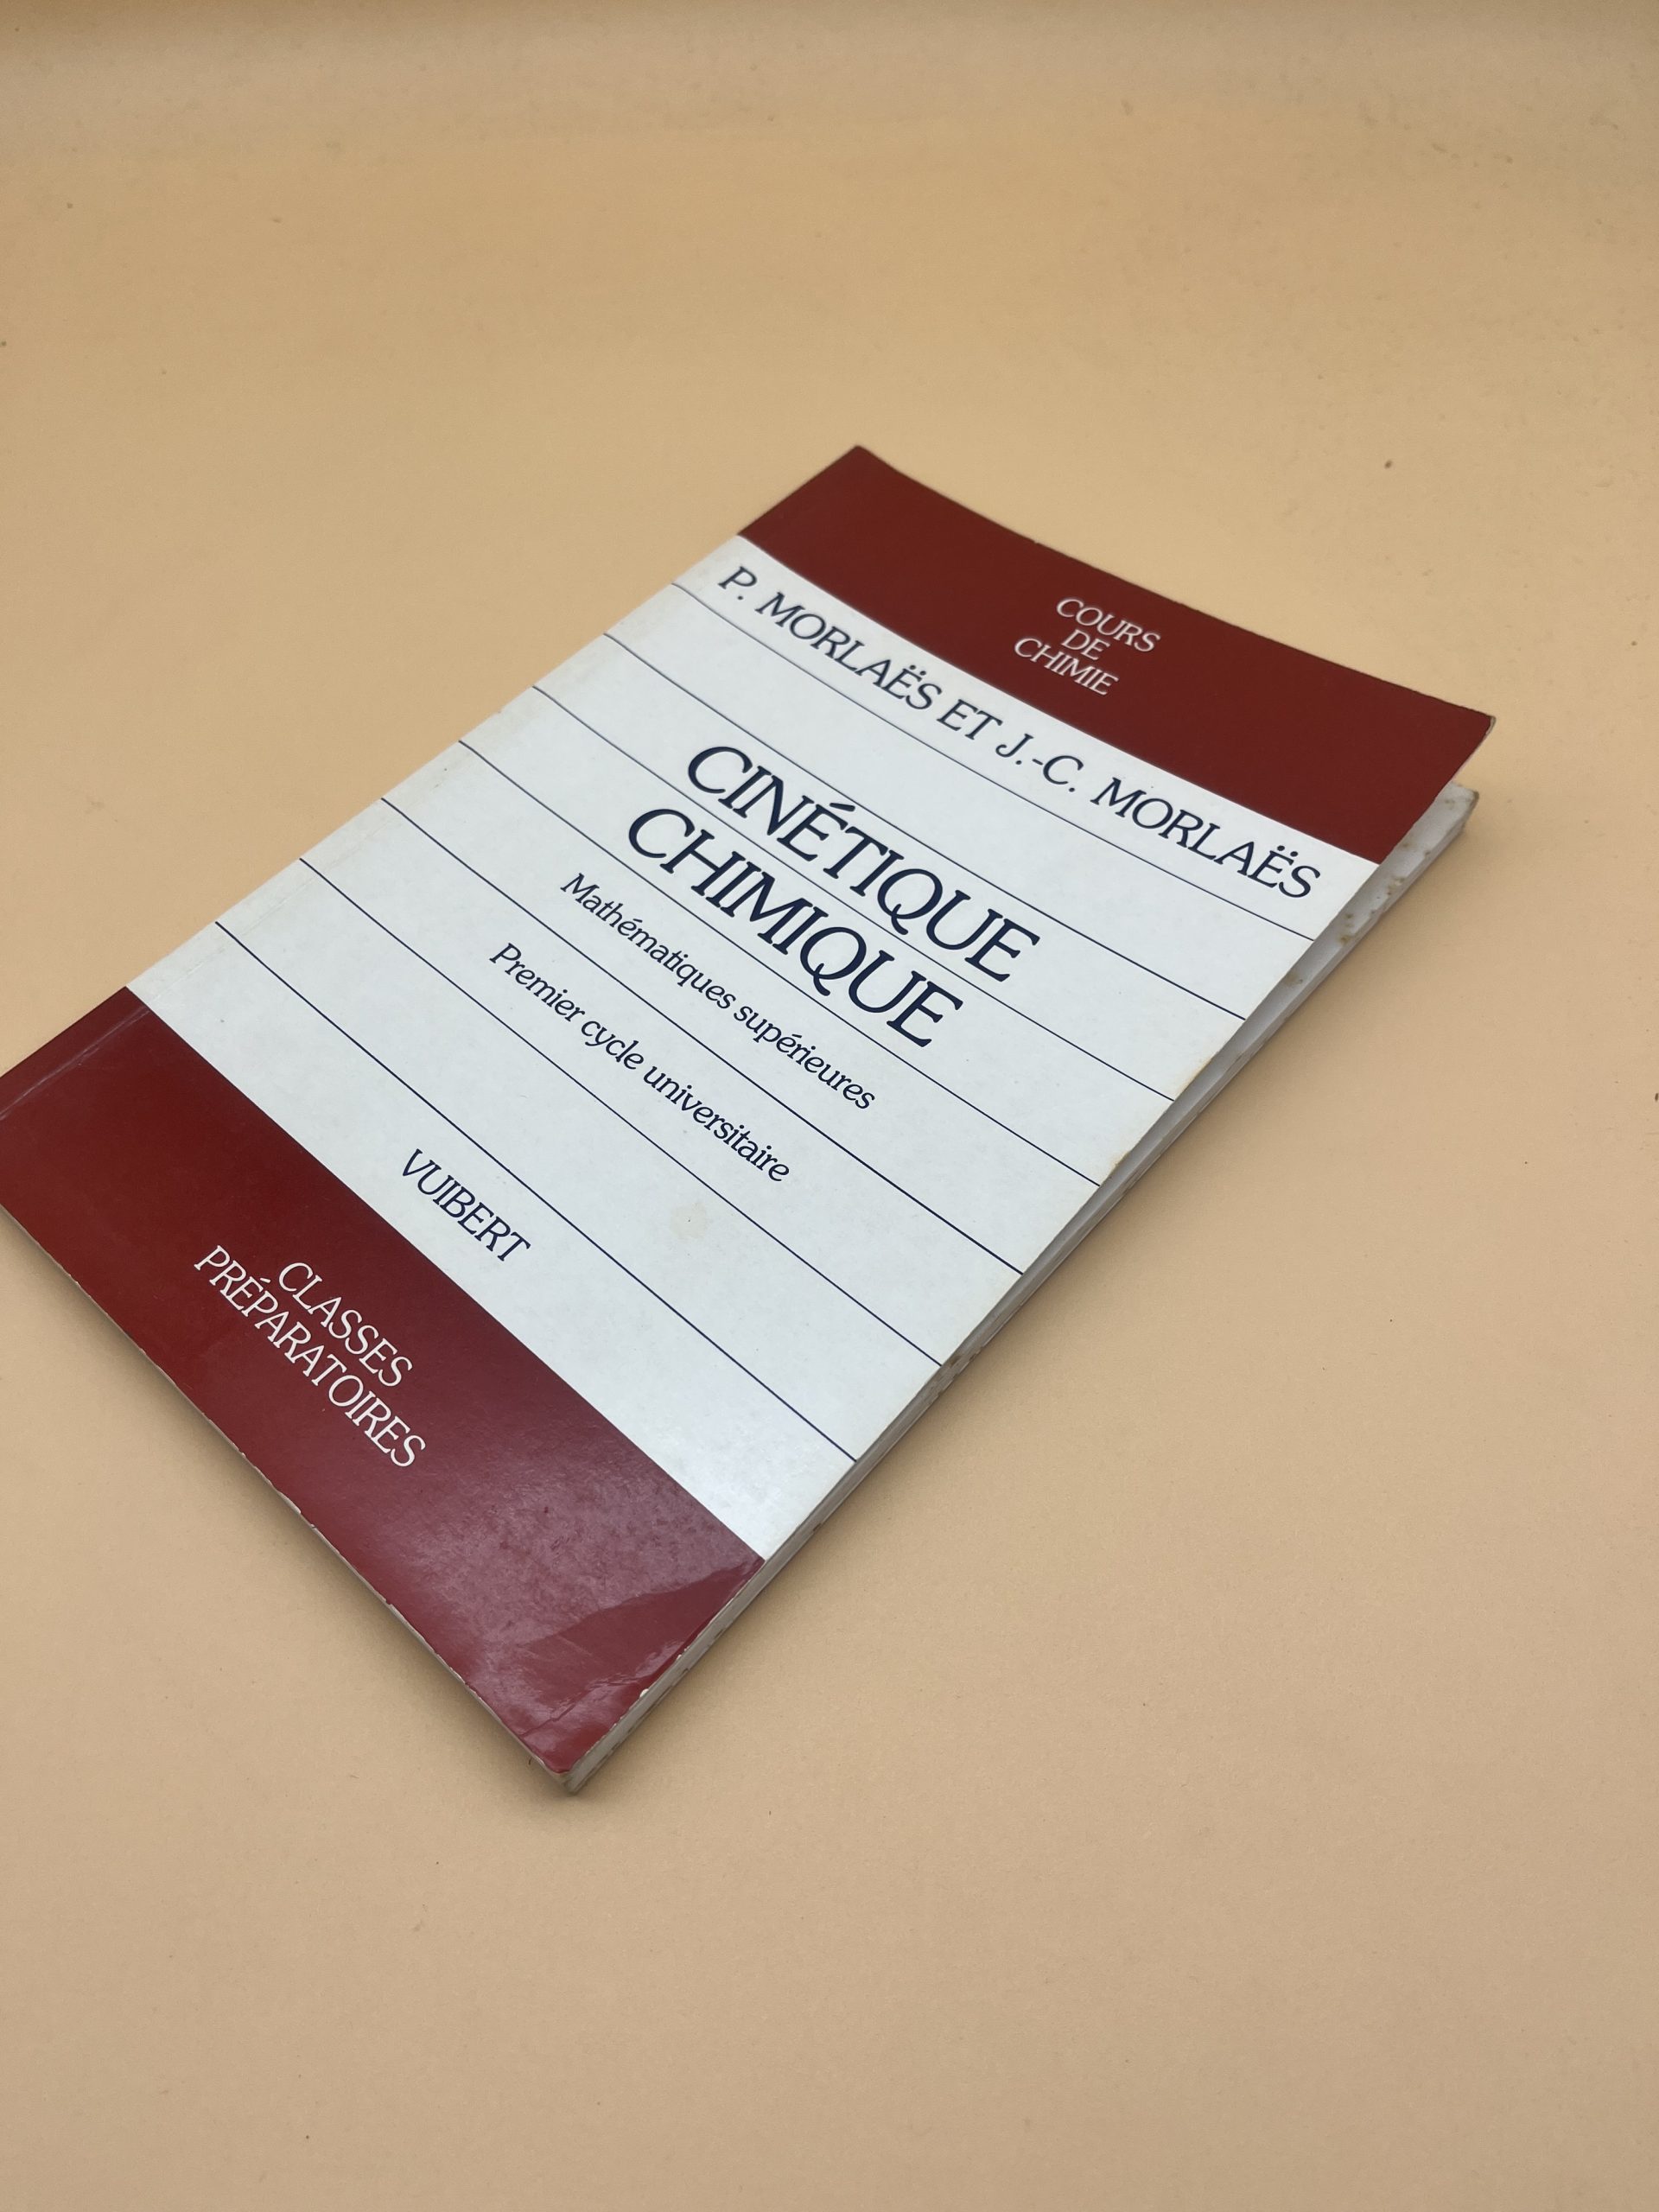 COURS
DE
CHIMIE
P. MORLAËS ET J.-C. MORLAËS
CINÉTIQUE
CHIMIQUE
Mathématiques supérieures
Premier cycle universitaire
VUIBERT
CLASSES
PRÉPARATOIRES